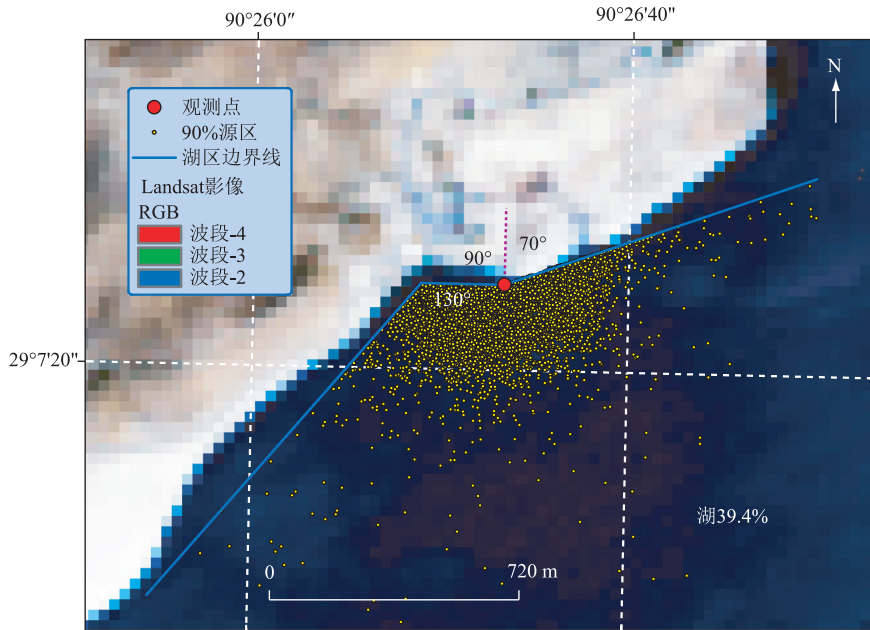 90°26'0"
90°26'40"
N
观测点
90%源区
湖区边界线
Landsat影像
RGB
波段-4
波段-3
波段-2
90°
70°
130°
29°7'20"
湖39.4%
0
720 m